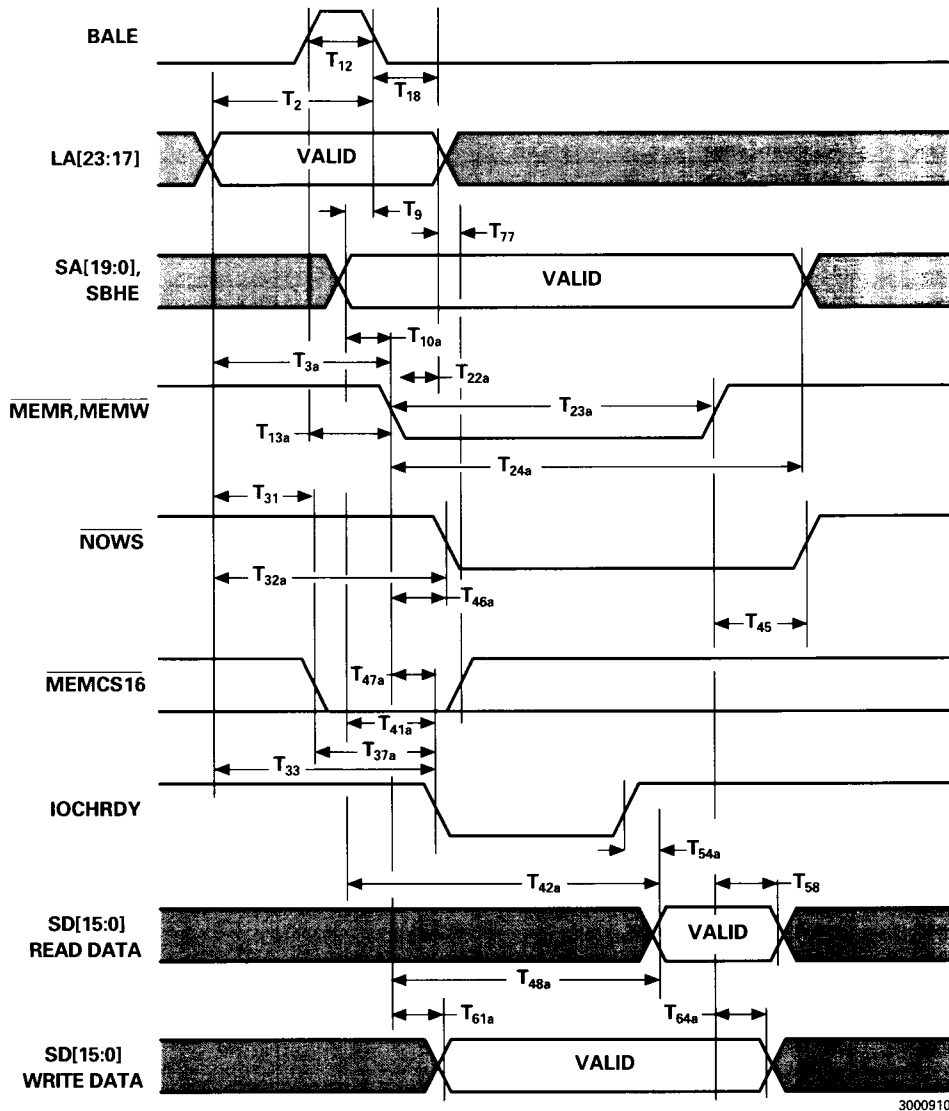 BALE
T12
T2
T18
LA[23:17]
VALID
T9
T77
SA[19:0],
SBHE
VALID
T10a
T3a
T22a
MEMR,MEMW
T23a
T13a
T24a
T31
NOWS
T32a
T46a
T45
MEMCS16
T47a
T41a
T37a
T33
IOCHRDY
T54a
T42a
T58
SD[15:0]
READ DATA
VALID
T48a
T61a
T64a
SD[15:0]
WRITE DATA
VALID
3000910